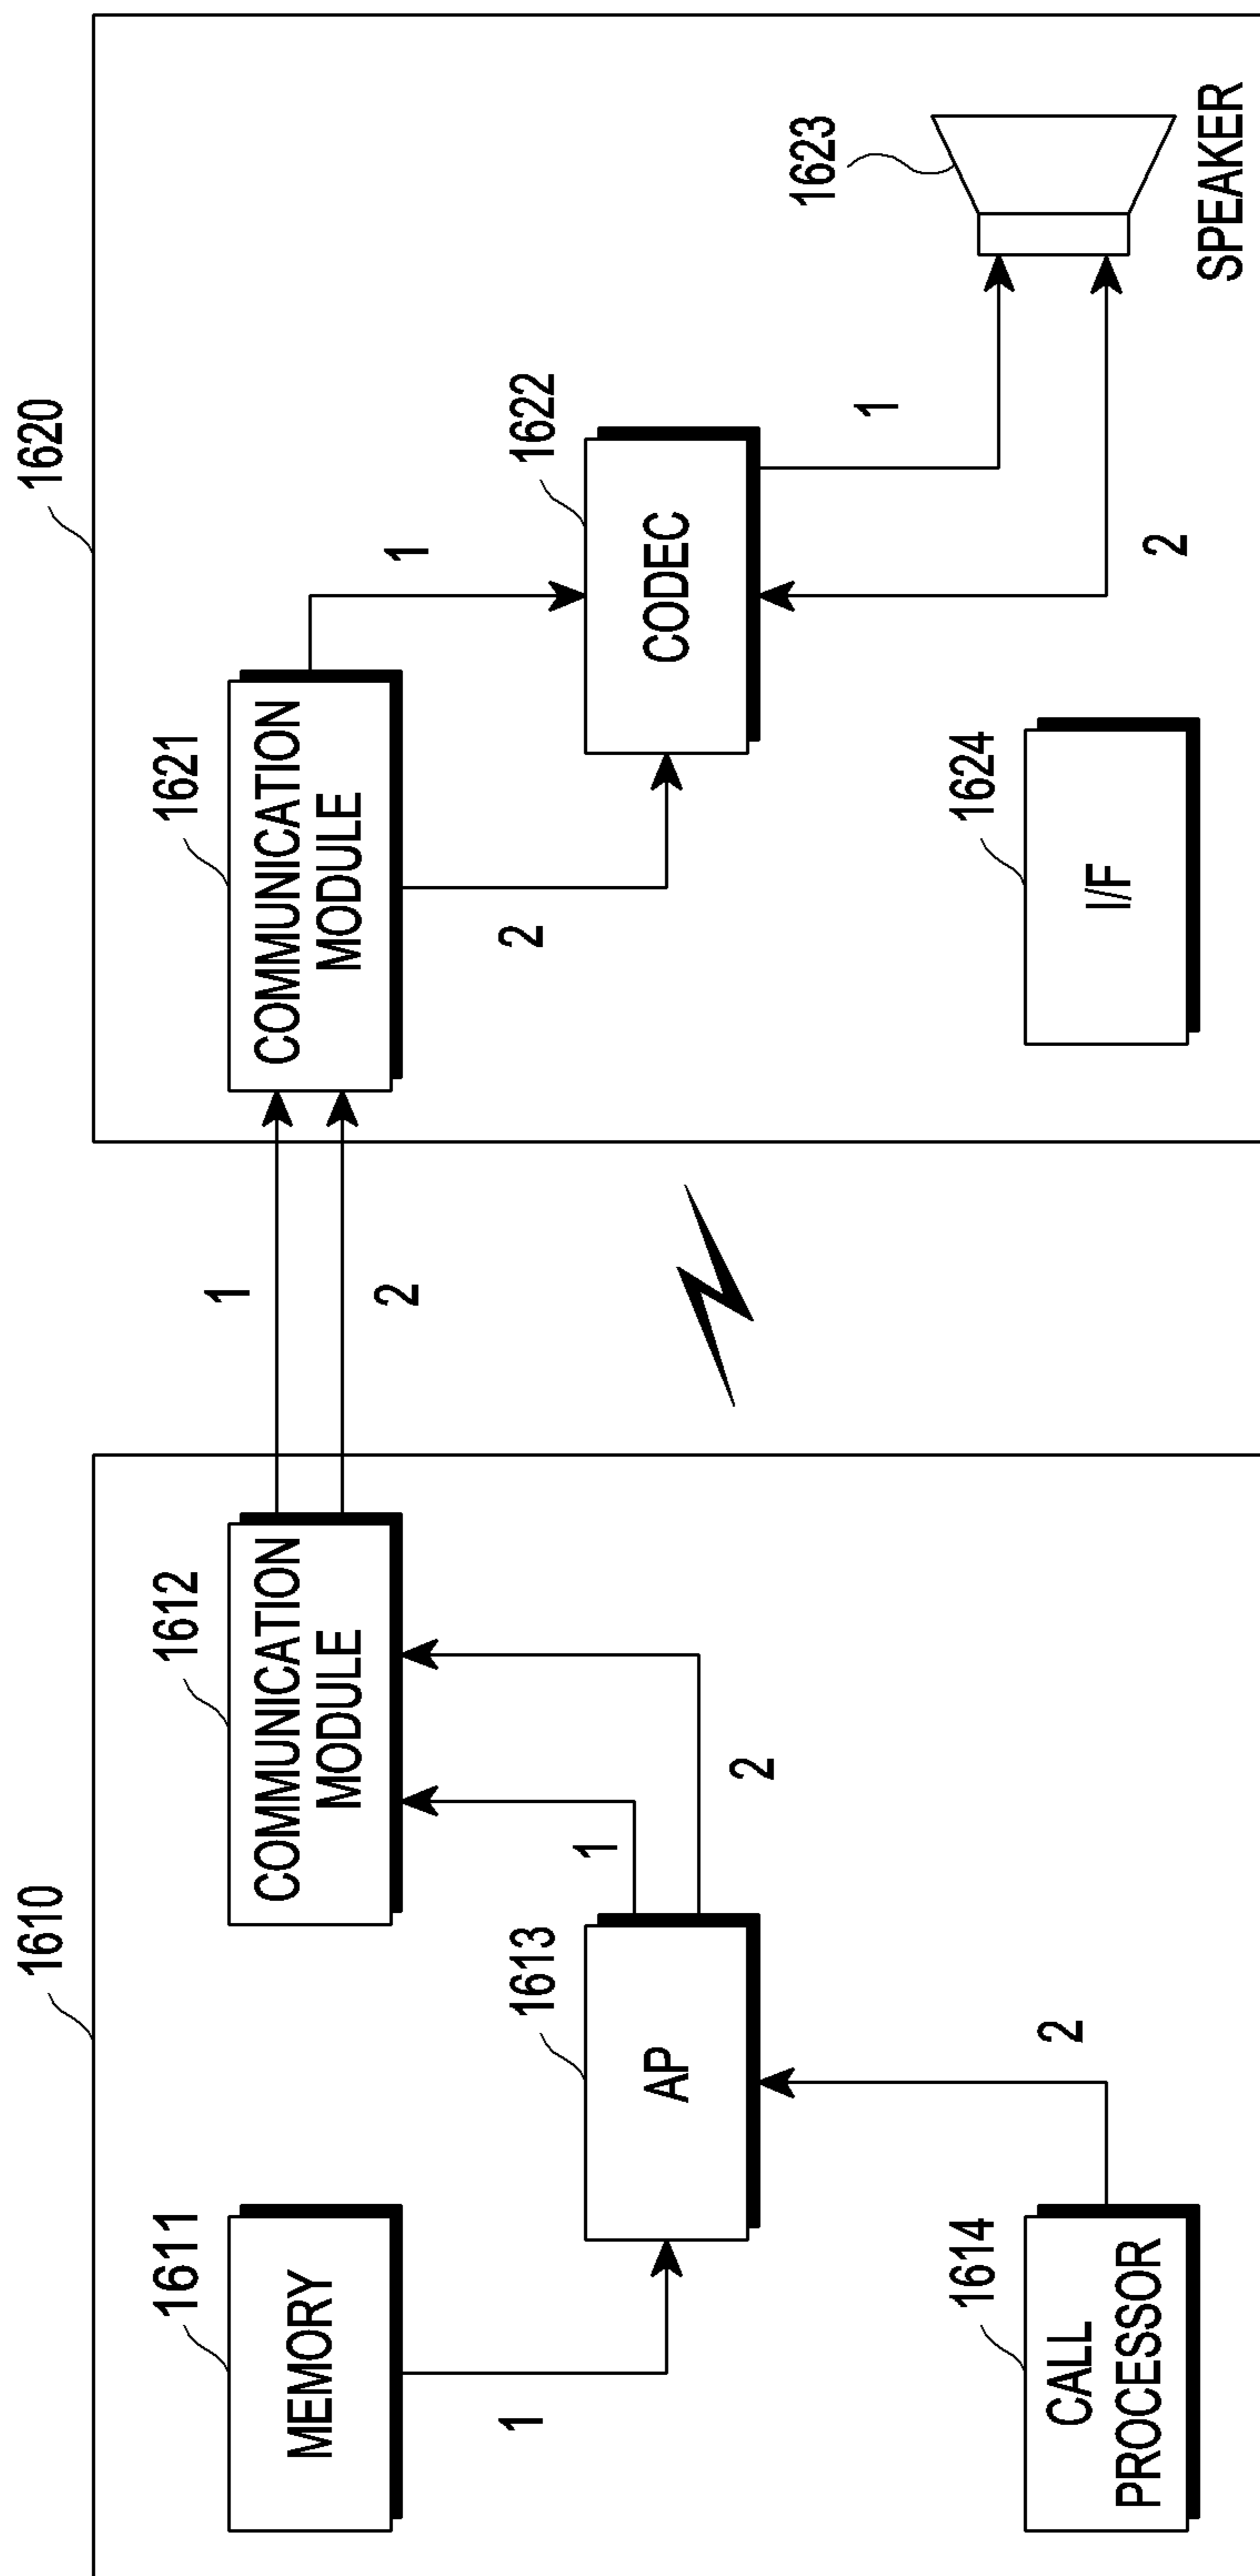 1610
1620
1611
MEMORY
1612
COMMUNICATION
MODULE
1
2
1621
COMMUNICATION
MODULE
1
1
1613
AP
1
2
2
1622
CODEC
1
1623
SPEAKER
2
1614
CALL
PROCESSOR
2
1624
I/F